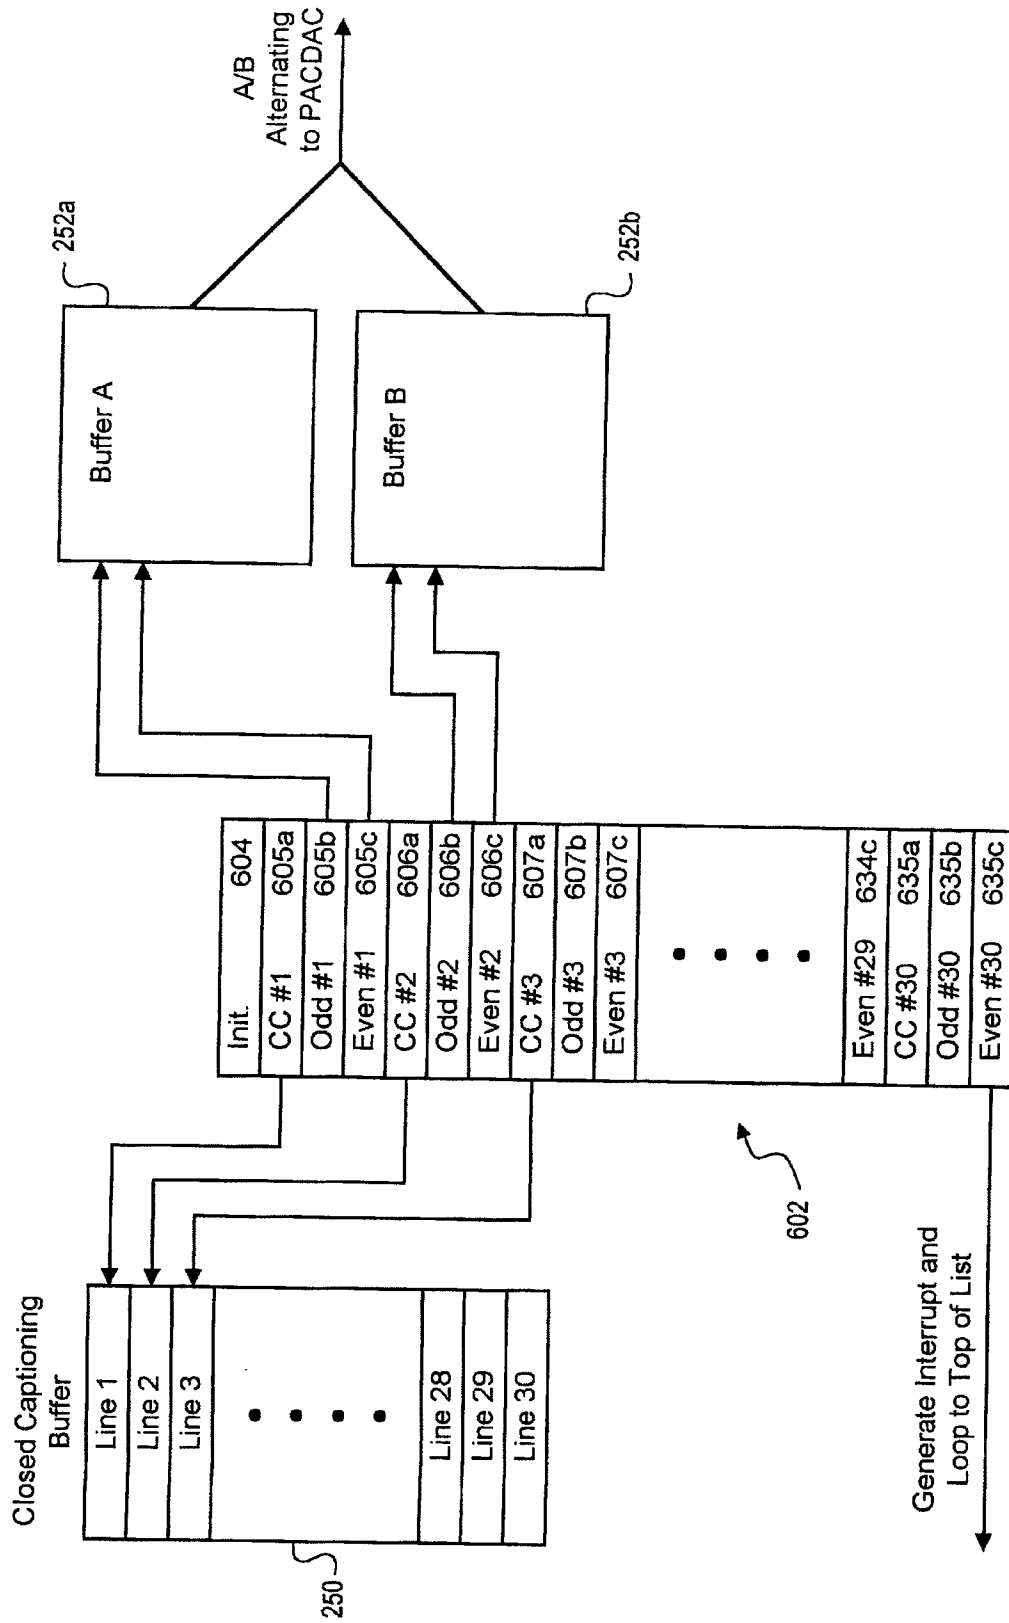 Closed Captioning
Buffer
Line 1
Line 2
Line 3
Line 28
Line 29
Line 30
250
Init. 604
CC #1 605a
Odd #1 605b
Even #1 605c
CC #2 606a
Odd #2 606b
Even #2 606c
CC #3 607a
Odd #3 607b
Even #3 607c
Even #29 634c
CC #30 635a
Odd #30 635b
Even #30 635c
602
Generate Interrupt and
Loop to Top of List
Buffer A
252a
Buffer B
252b
A/B
Alternating
to PACDAC